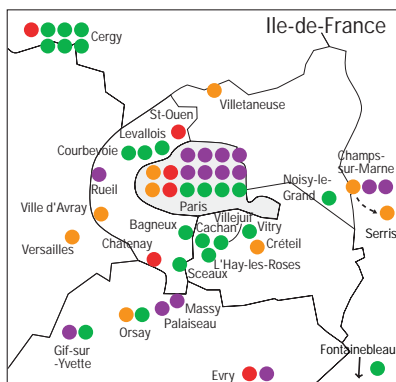 Ile-de-France
Cergy
Villetaneuse
St-Ouen
Levallois
Courbevoie
Champs-
sur-Marne
Noisy-le-
Grand
Rueil
Ville d'Avray
Paris
Serris
Villejuif
Bagneux
Cachan
Vitry
Versailles
Créteil
Châtenay
L'Hay-les-Roses
Sceaux
Massy
Orsay
Palaiseau
Gif-sur
-Yvette
Fontainebleau
Evry